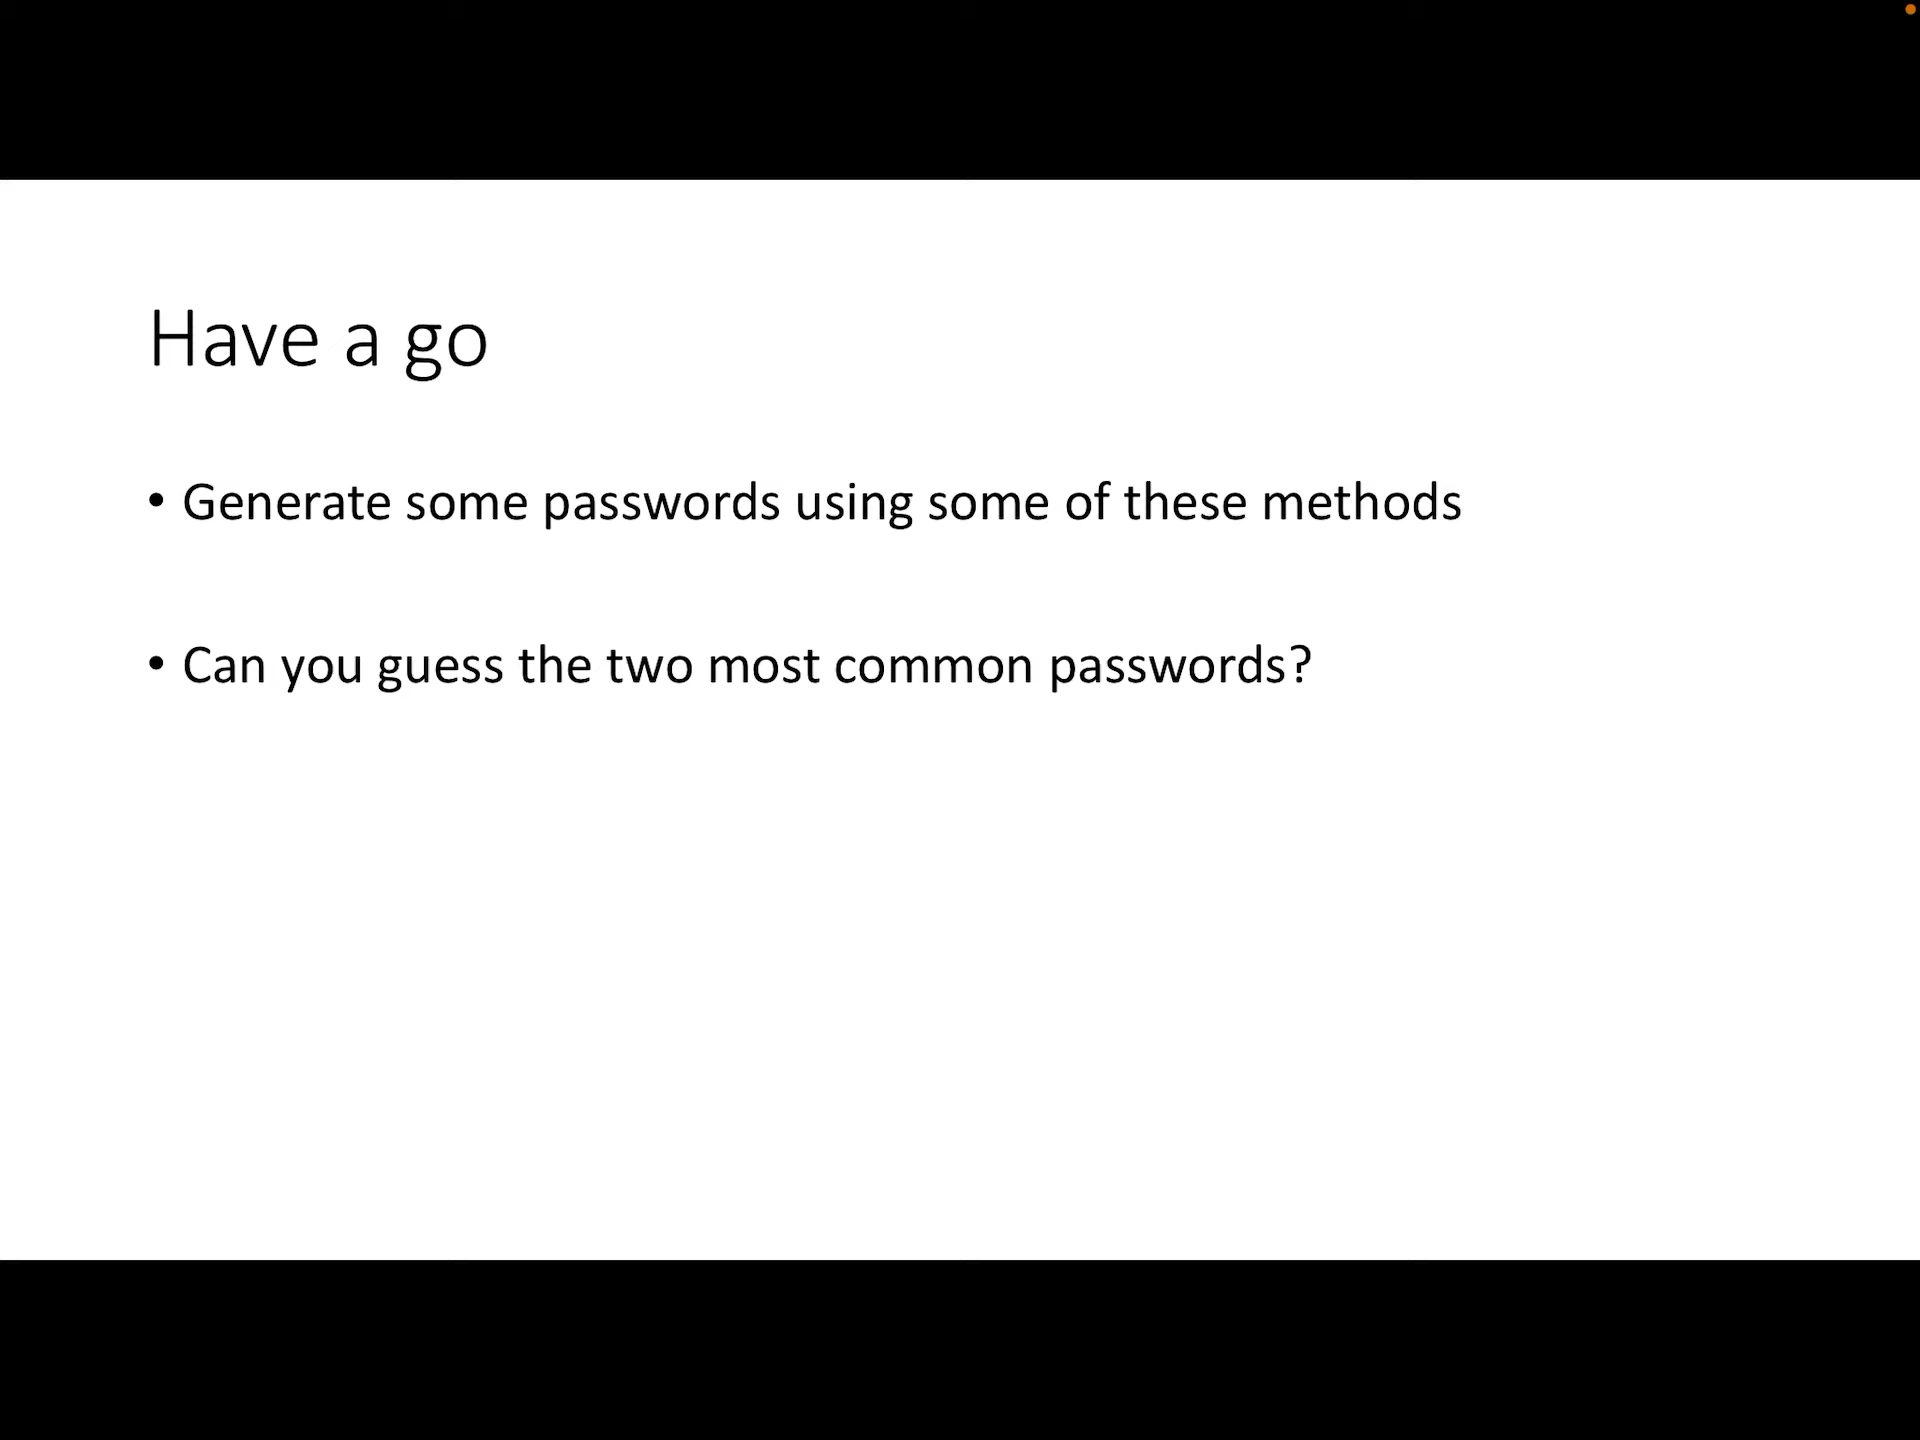 Have a go
• Generate some passwords using some of these methods
• Can you guess the two most common passwords?